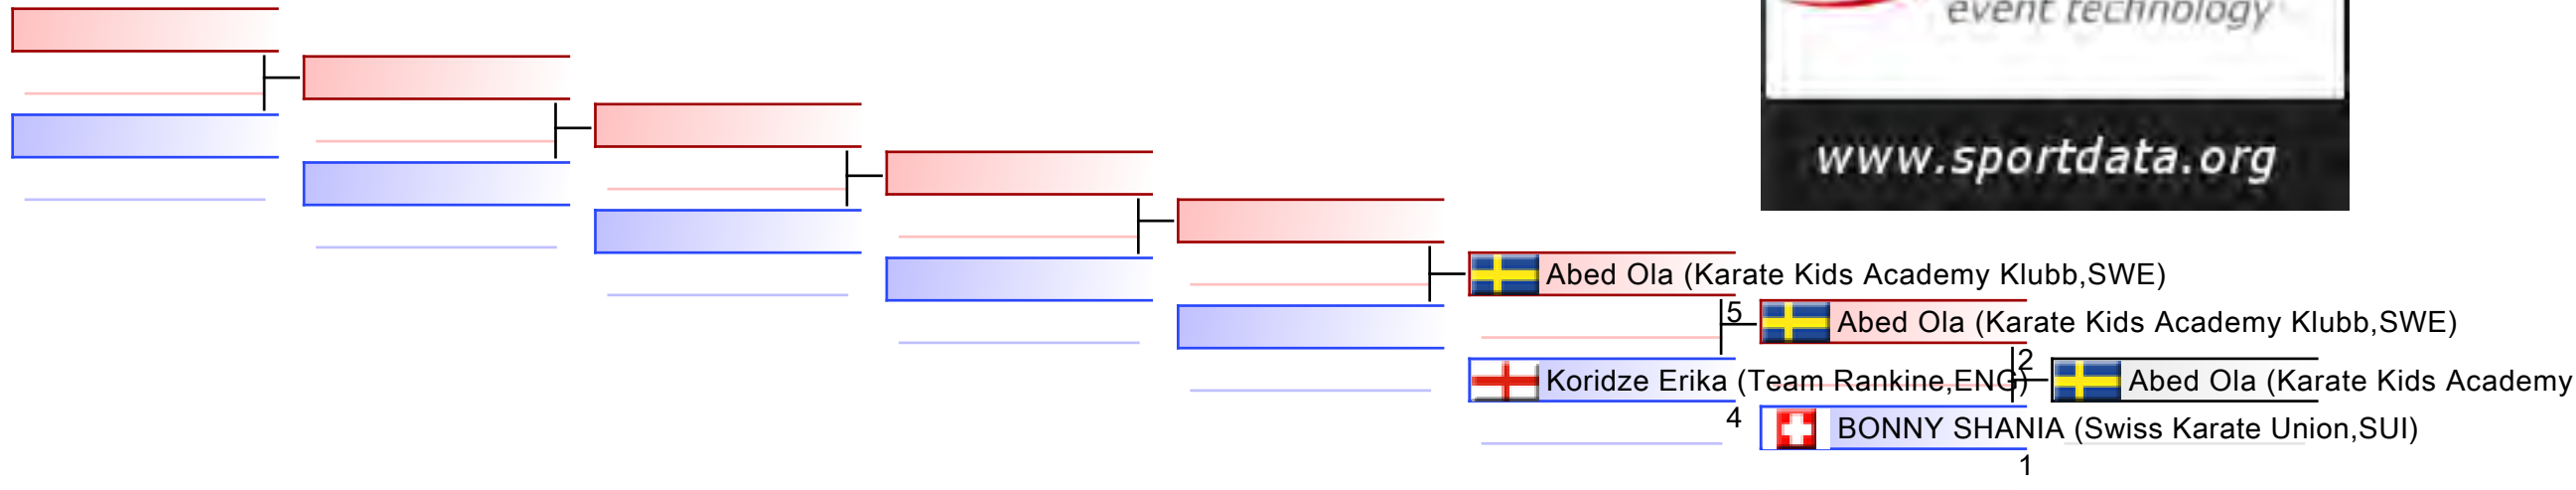 event technology
www.sportdata.org
Abed Ola (Karate Kids Academy Klubb,SWE)
5
Abed Ola (Karate Kids Academy Klubb,SWE)
Koridze Erika (Team Rankine,ENG)
2
Abed Ola (Karate Kids Academy
4
BONNY SHANIA (Swiss Karate Union,SUI)
1